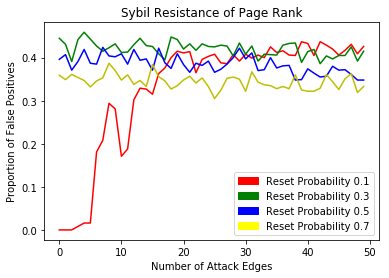 Sybil Resistance of Page Rank
Proportion of False Positives
0.4
0.3
0.2
0.1
0.0
Reset Probability 0.1
Reset Probability 0.3
Reset Probability 0.5
Reset Probability 0.7
0 10 20 30 40 50
Number of Attack Edges